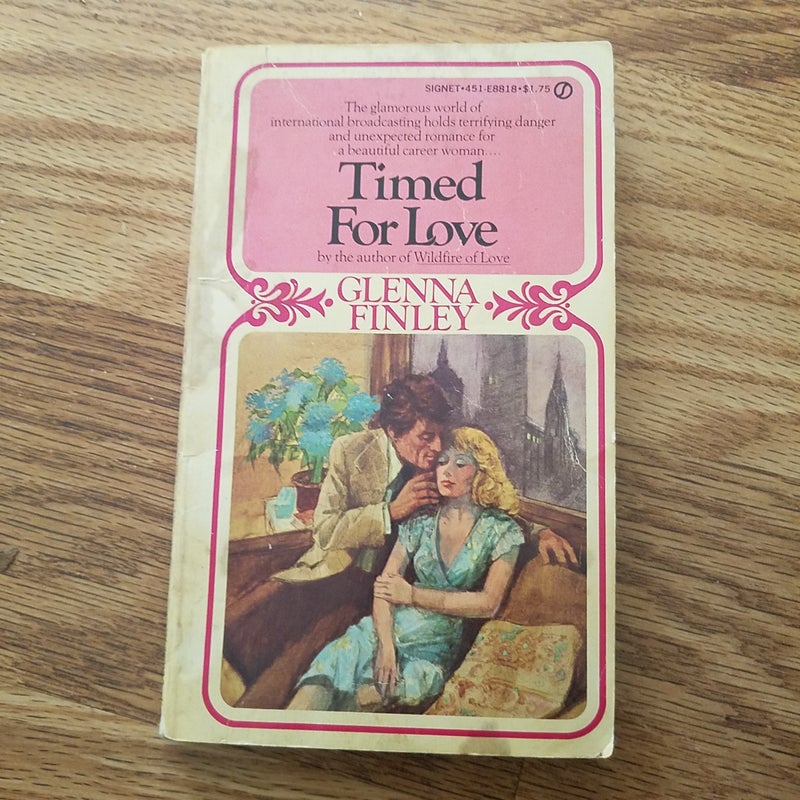 SIGNET•451-E8818•$1.75
The glamorous world of
international broadcasting holds terrifying danger
and unexpected romance for
a beautiful career woman....
Timed
For Love
by the author of Wildfire of Love
GLENNA
FINLEY